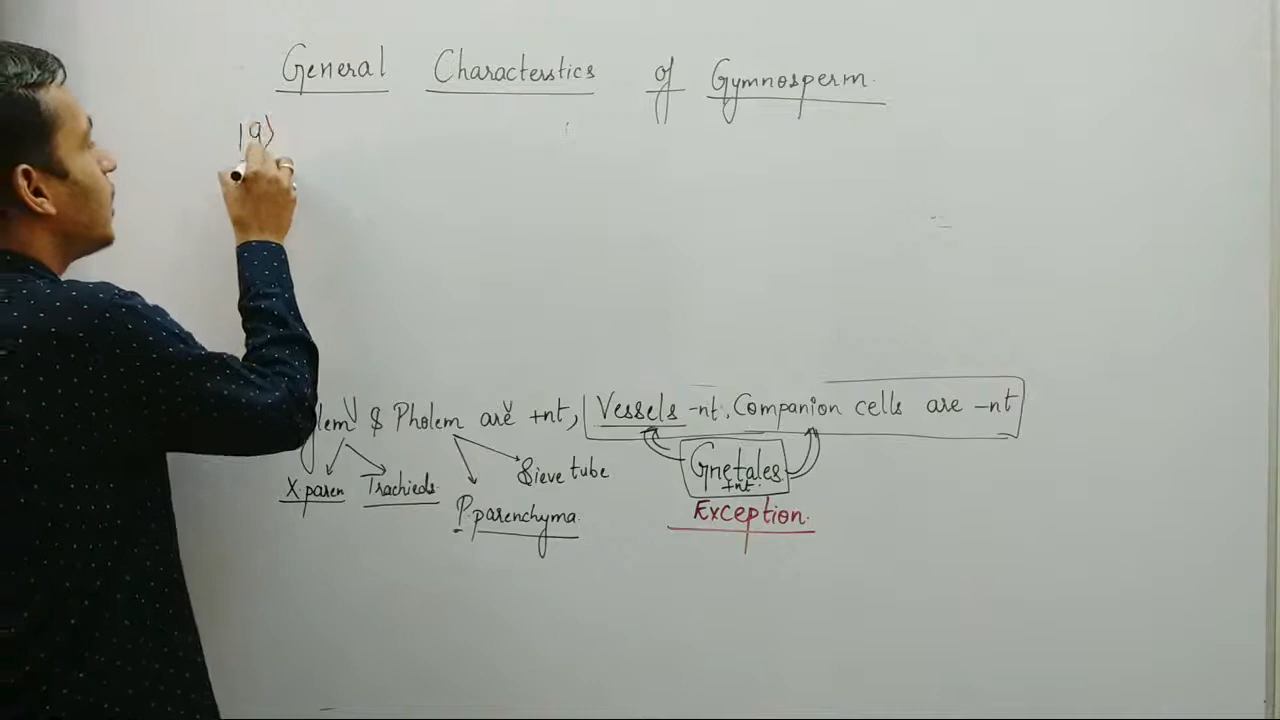 General Characterstics of Gymnosperm.
19)
lem & Pholem are +nt, Vessels -nt, Companion cells are -nt
X.paren Trachieds P.parenchyma Sieve tube
Gnetales
+nt.
Exception.